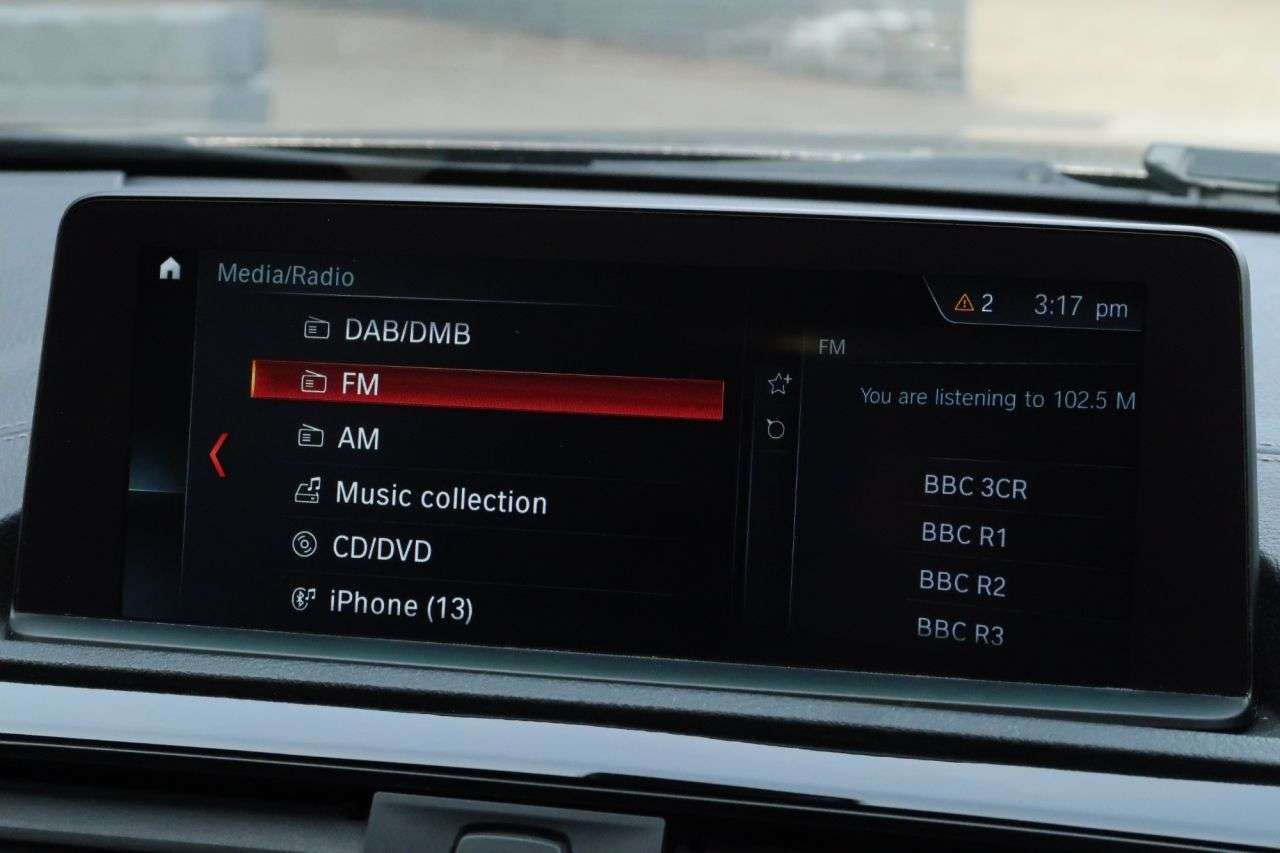 Media/Radio
2 3:17 pm
DAB/DMB
FM
AM
Music collection
CD/DVD
iPhone (13)
FM
You are listening to 102.5 M
BBC 3CR
BBC R1
BBC R2
BBC R3